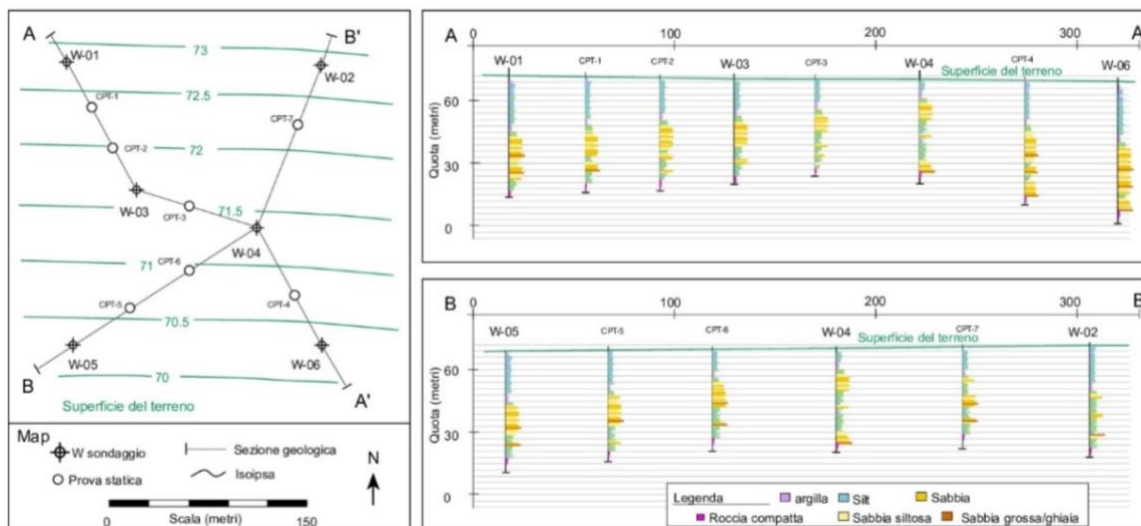 A
B'
W-01
73
W-02
CPT-1
72.5
CPT-7
CPT-2
72
W-03
CPT-3
71.5
W-04
71
CPT-6
CPT-5
CPT-4
70.5
W-05
W-06
B
70
A'
Superficie del terreno
Map
W sondaggio
Sezione geologica
N
Prova statica
Isoipsa
0 Scala (metri) 150
A 0 100 200 300 A
W-01 CPT-1 CPT-2 W-03 CPT-3 W-04 CPT-4 W-06
Superficie del terreno
Quota (metri)
60
30
0
B 0 100 200 300 B
W-05 CPT-5 CPT-6 W-04 CPT-7 W-02
Superficie del terreno
Quota (metri)
60
30
0
Legenda argilla Silt Sabbia
Roccia compatta Sabbia siltosa Sabbia grossa/ghiaia